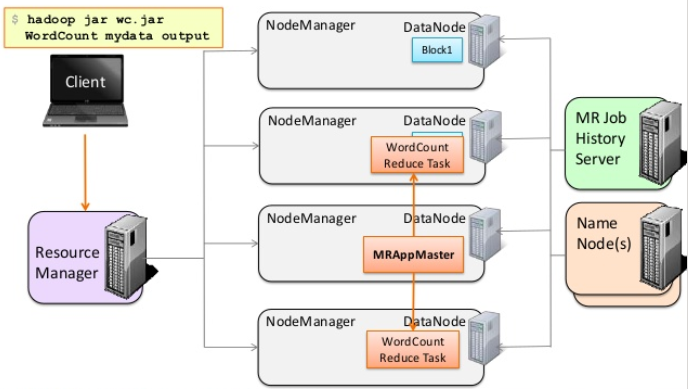 $ hadoop jar wc.jar
WordCount mydata output
Client
Resource
Manager
NodeManager
DataNode
Block1
NodeManager
DataNode
WordCount
Reduce Task
NodeManager
DataNode
MRAppMaster
NodeManager
DataNode
WordCount
Reduce Task
MR Job
History
Server
Name
Node(s)